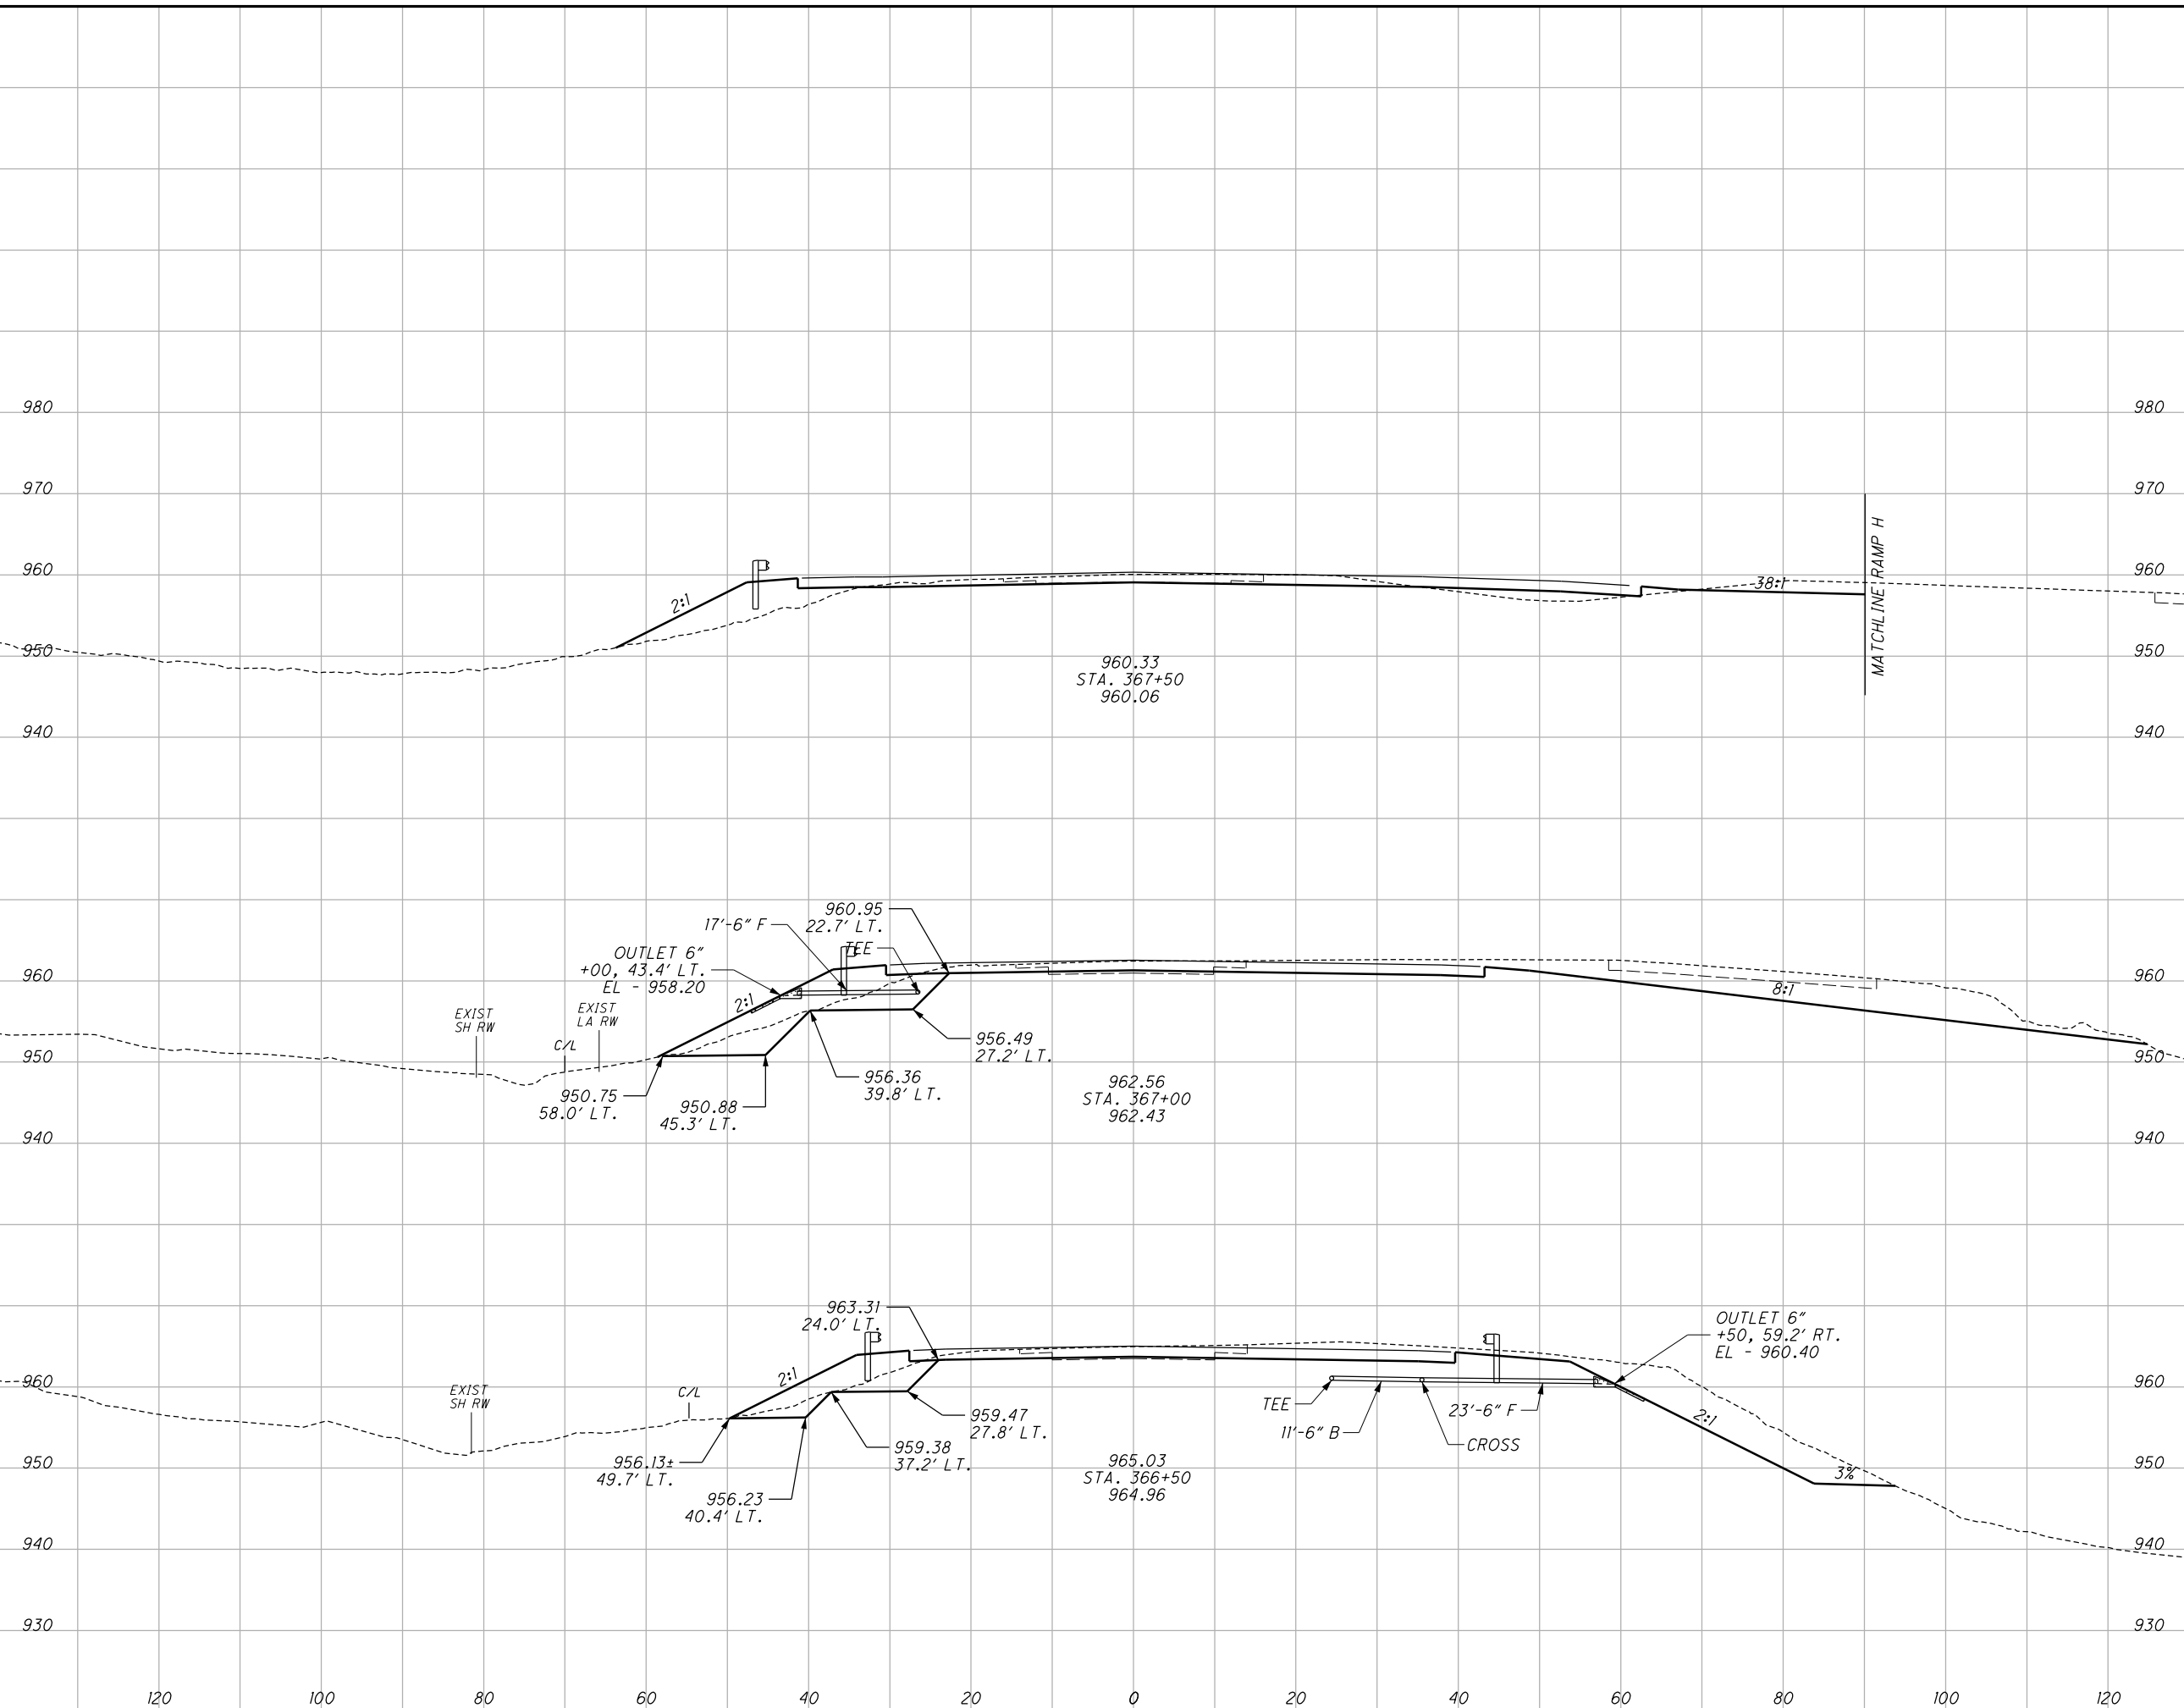 980
980
970
970
MATCHLINE RAMP H
960
960
38:1
2:1
950
950
960.33
STA. 367+50
960.06
940
940
960.95
22.7' LT.
17'-6" F
TEE
OUTLET 6"
+00, 43.4' LT.
EL - 958.20
960
960
2:1
8:1
EXIST
SH RW
EXIST
LA RW
C/L
950
950
956.49
27.2' LT.
956.36
39.8' LT.
950.75
58.0' LT.
950.88
45.3' LT.
962.56
STA. 367+00
962.43
940
940
963.31
24.0' LT.
OUTLET 6"
+50, 59.2' RT.
EL - 960.40
2:1
960
960
EXIST
SH RW
C/L
TEE
11'-6" B
23'-6" F
CROSS
2:1
959.47
27.8' LT.
959.38
37.2' LT.
956.13±
49.7' LT.
956.23
40.4' LT.
950
950
965.03
STA. 366+50
964.96
3%
940
940
930
930
120
100
80
60
40
20
0
20
40
60
80
100
120